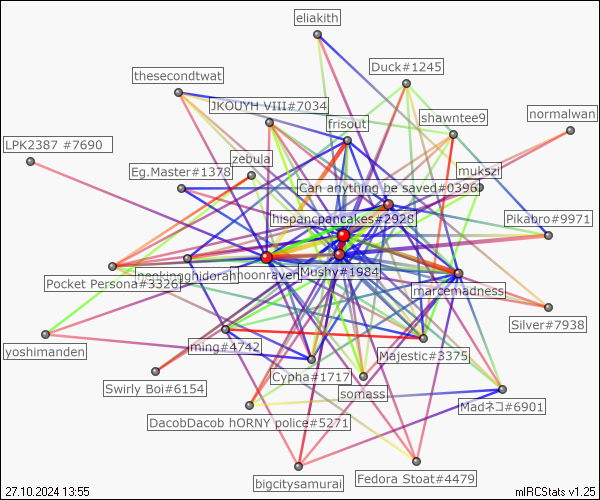 eliakith
Duck#1245
thesecondtwat
JKOUYH VIII#7034
shawntee9
normalwan
frisout
LPK2387 #7690
zebula
Eg.Master#1378
mukszi
Can anything be saved#0396
hispancpancakes#2928
Pikabro#9971
Mushy#1984
moonraven
marcemadness
Pocket Persona#3326
Silver#7938
ming#4742
Majestic#3375
yoshimanden
Cypha#1717
Swirly Boi#6154
somass
Madネコ#6901
DacobDacob hORNY police#5271
bigcitysamurai
Fedora Stoat#4479
27.10.2024 13:55
mIRCStats v1.25